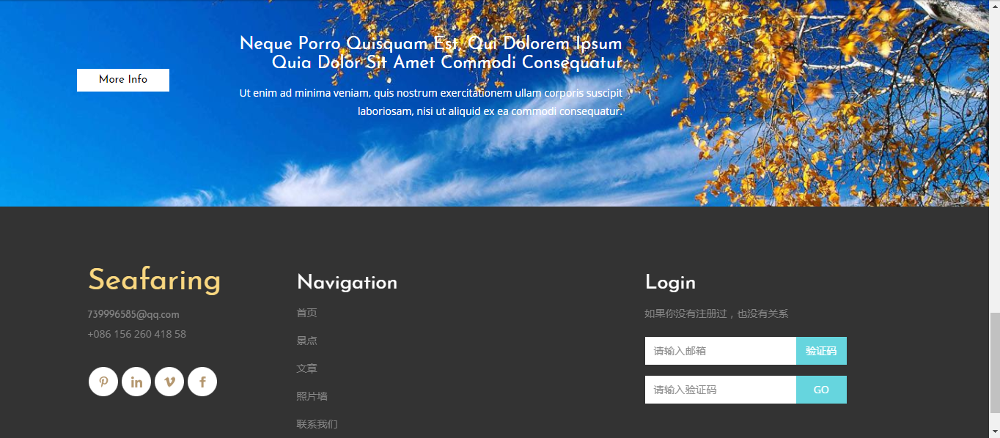 Neque Porro Quisquam Est, Qui Dolorem Ipsum
Quia Dolor Sit Amet Commodi Consequatur
More Info
Ut enim ad minima veniam, quis nostrum exercitationem ullam corporis suscipit
laboriosam, nisi ut aliquid ex ea commodi consequatur.
Seafaring
739996585@qq.com
+086 156 260 418 58
Navigation
首页
景点
文章
照片墙
联系我们
Login
如果你没有注册过，也没有关系
请输入邮箱 验证码
请输入验证码 GO